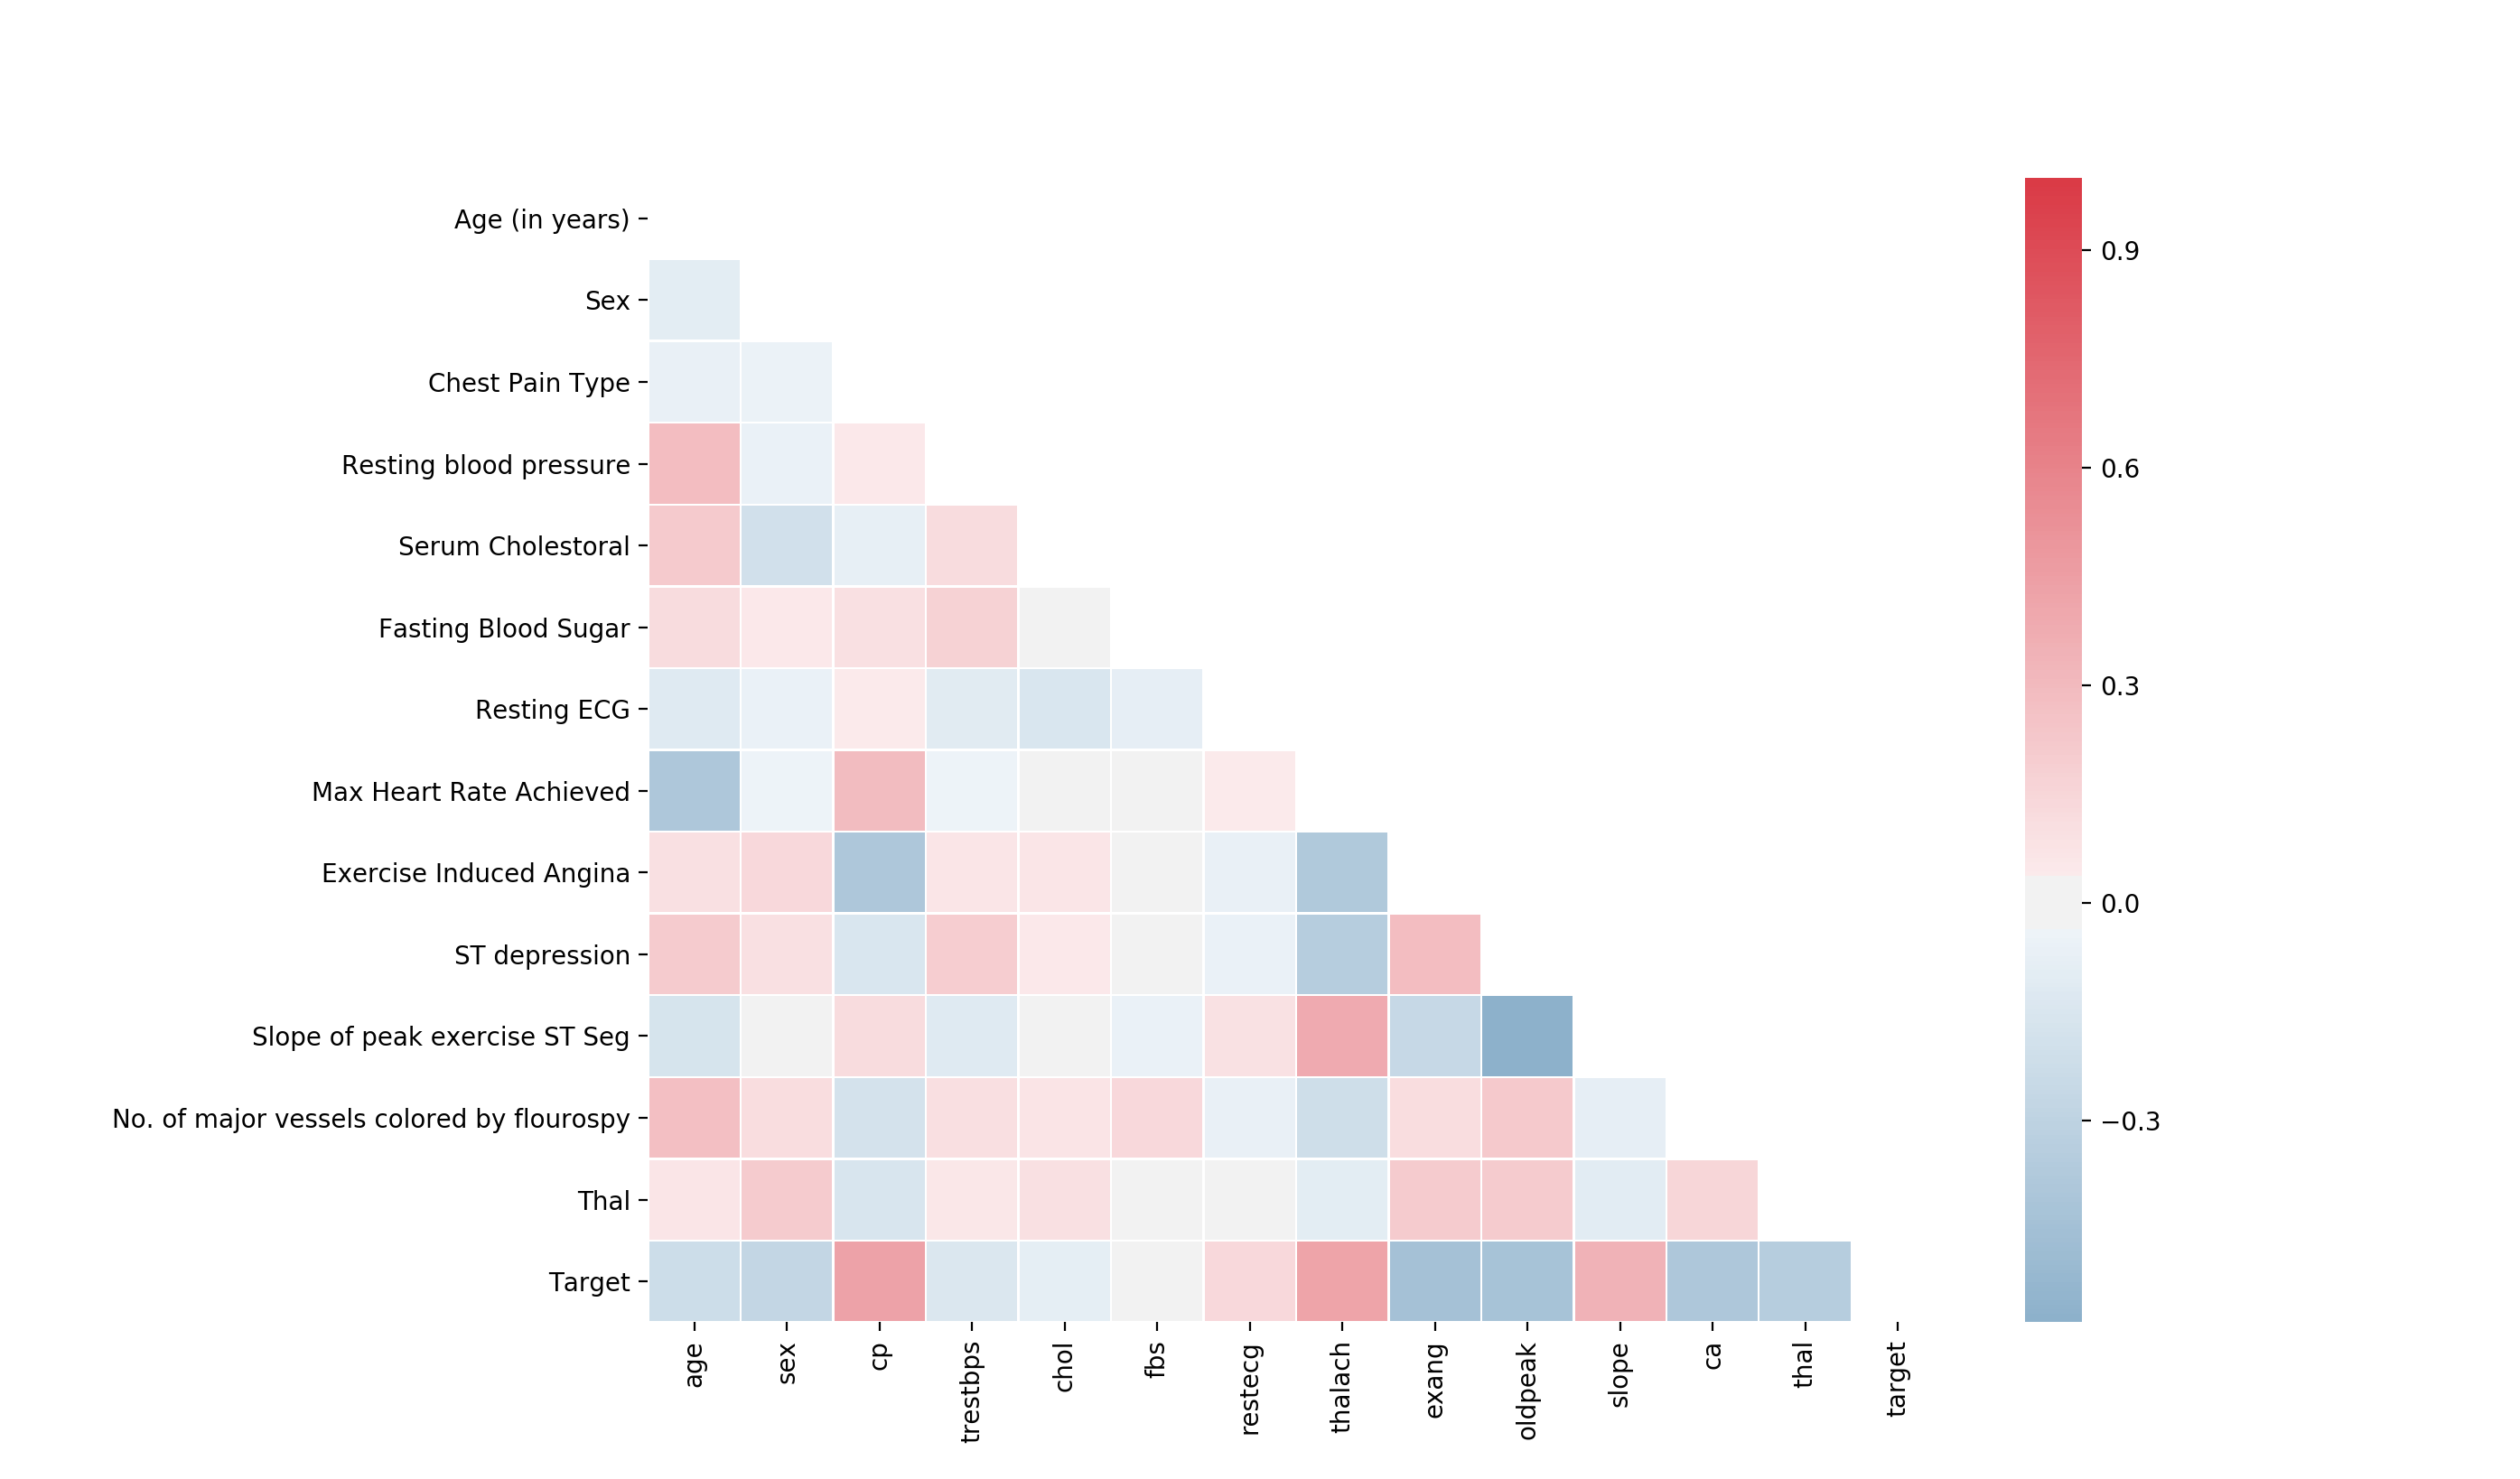 Age (in years)
Sex
Chest Pain Type
Resting blood pressure
Serum Cholestoral
Fasting Blood Sugar
Resting ECG
Max Heart Rate Achieved
Exercise Induced Angina
ST depression
Slope of peak exercise ST Seg
No. of major vessels colored by flourospy
Thal
Target
age
sex
cp
trestbps
chol
fbs
restecg
thalach
exang
oldpeak
slope
ca
thal
target
0.9
0.6
0.3
0.0
−0.3